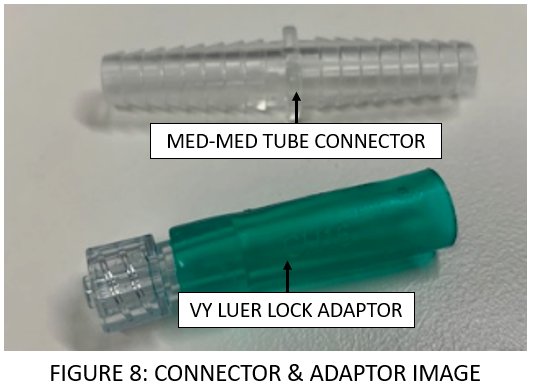 MED-MED TUBE CONNECTOR
VY LUER LOCK ADAPTOR
FIGURE 8: CONNECTOR & ADAPTOR IMAGE